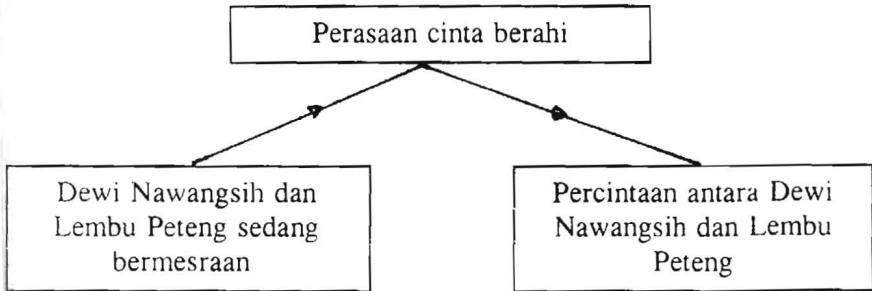 Perasaan cinta berahi
Dewi Nawangsih dan
Lembu Peteng sedang
bermesraan
Percintaan antara Dewi
Nawangsih dan Lembu
Peteng